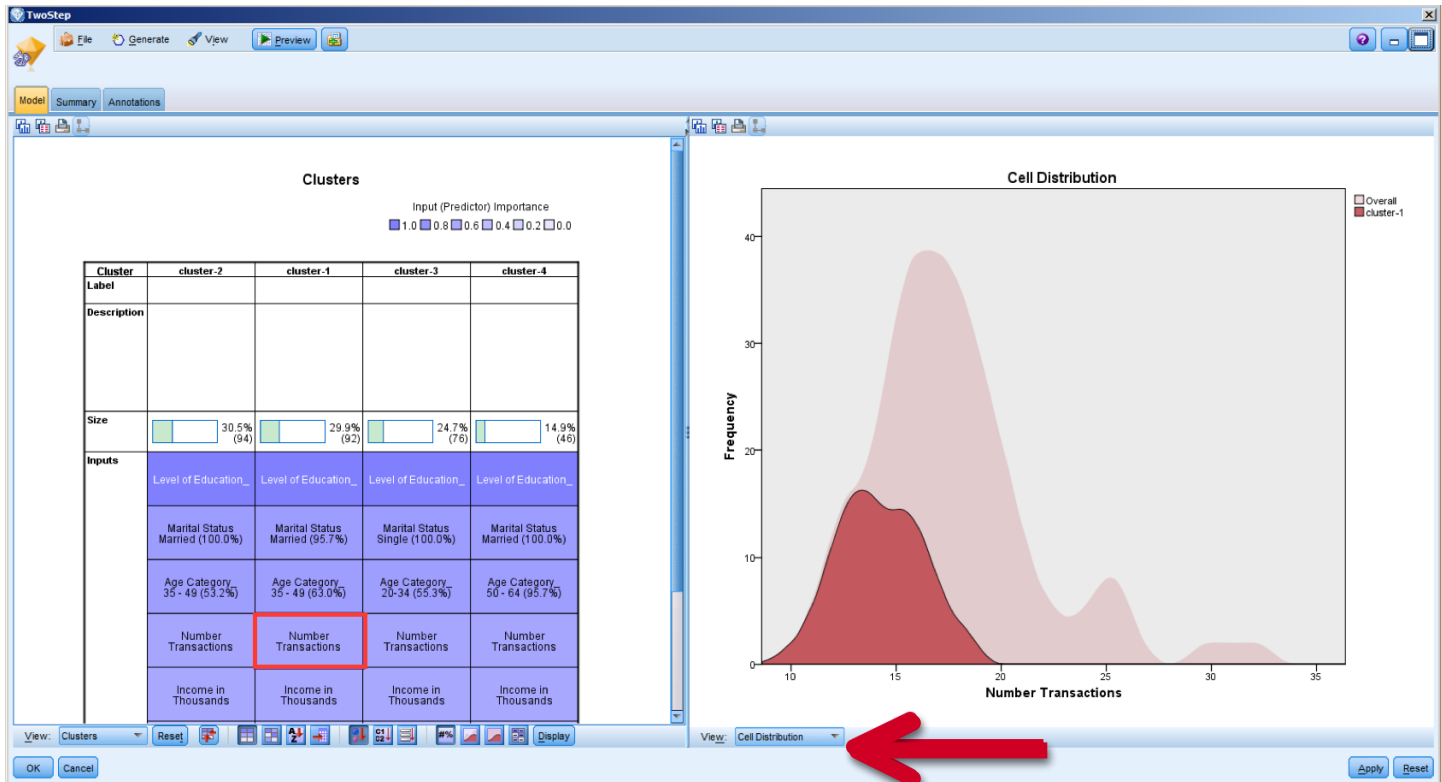 TwoStep
File Generate View Preview
Model Summary Annotations
Clusters
Input (Predictor) Importance
1.0 0.8 0.6 0.4 0.2 0.0
Cluster cluster-2 cluster-1 cluster-3 cluster-4
Label
Description
Size 30.5% (94) 29.9% (92) 24.7% (76) 14.9% (46)
Inputs
Level of Education_ Level of Education_ Level of Education_ Level of Education_
Marital Status Married (100.0%) Marital Status Married (95.7%) Marital Status Single (100.0%) Marital Status Married (100.0%)
Age Category_ 35 - 49 (53.2%) Age Category_ 35 - 49 (63.0%) Age Category_ 20-34 (55.3%) Age Category_ 50 - 64 (95.7%)
Number Transactions Number Transactions Number Transactions Number Transactions
Income in Thousands Income in Thousands Income in Thousands Income in Thousands
View: Clusters Reset #% Display
Cell Distribution
Overall
cluster-1
40
30
20
10
0
Frequency
10 15 20 25 30 35
Number Transactions
View: Cell Distribution
OK Cancel Apply Reset